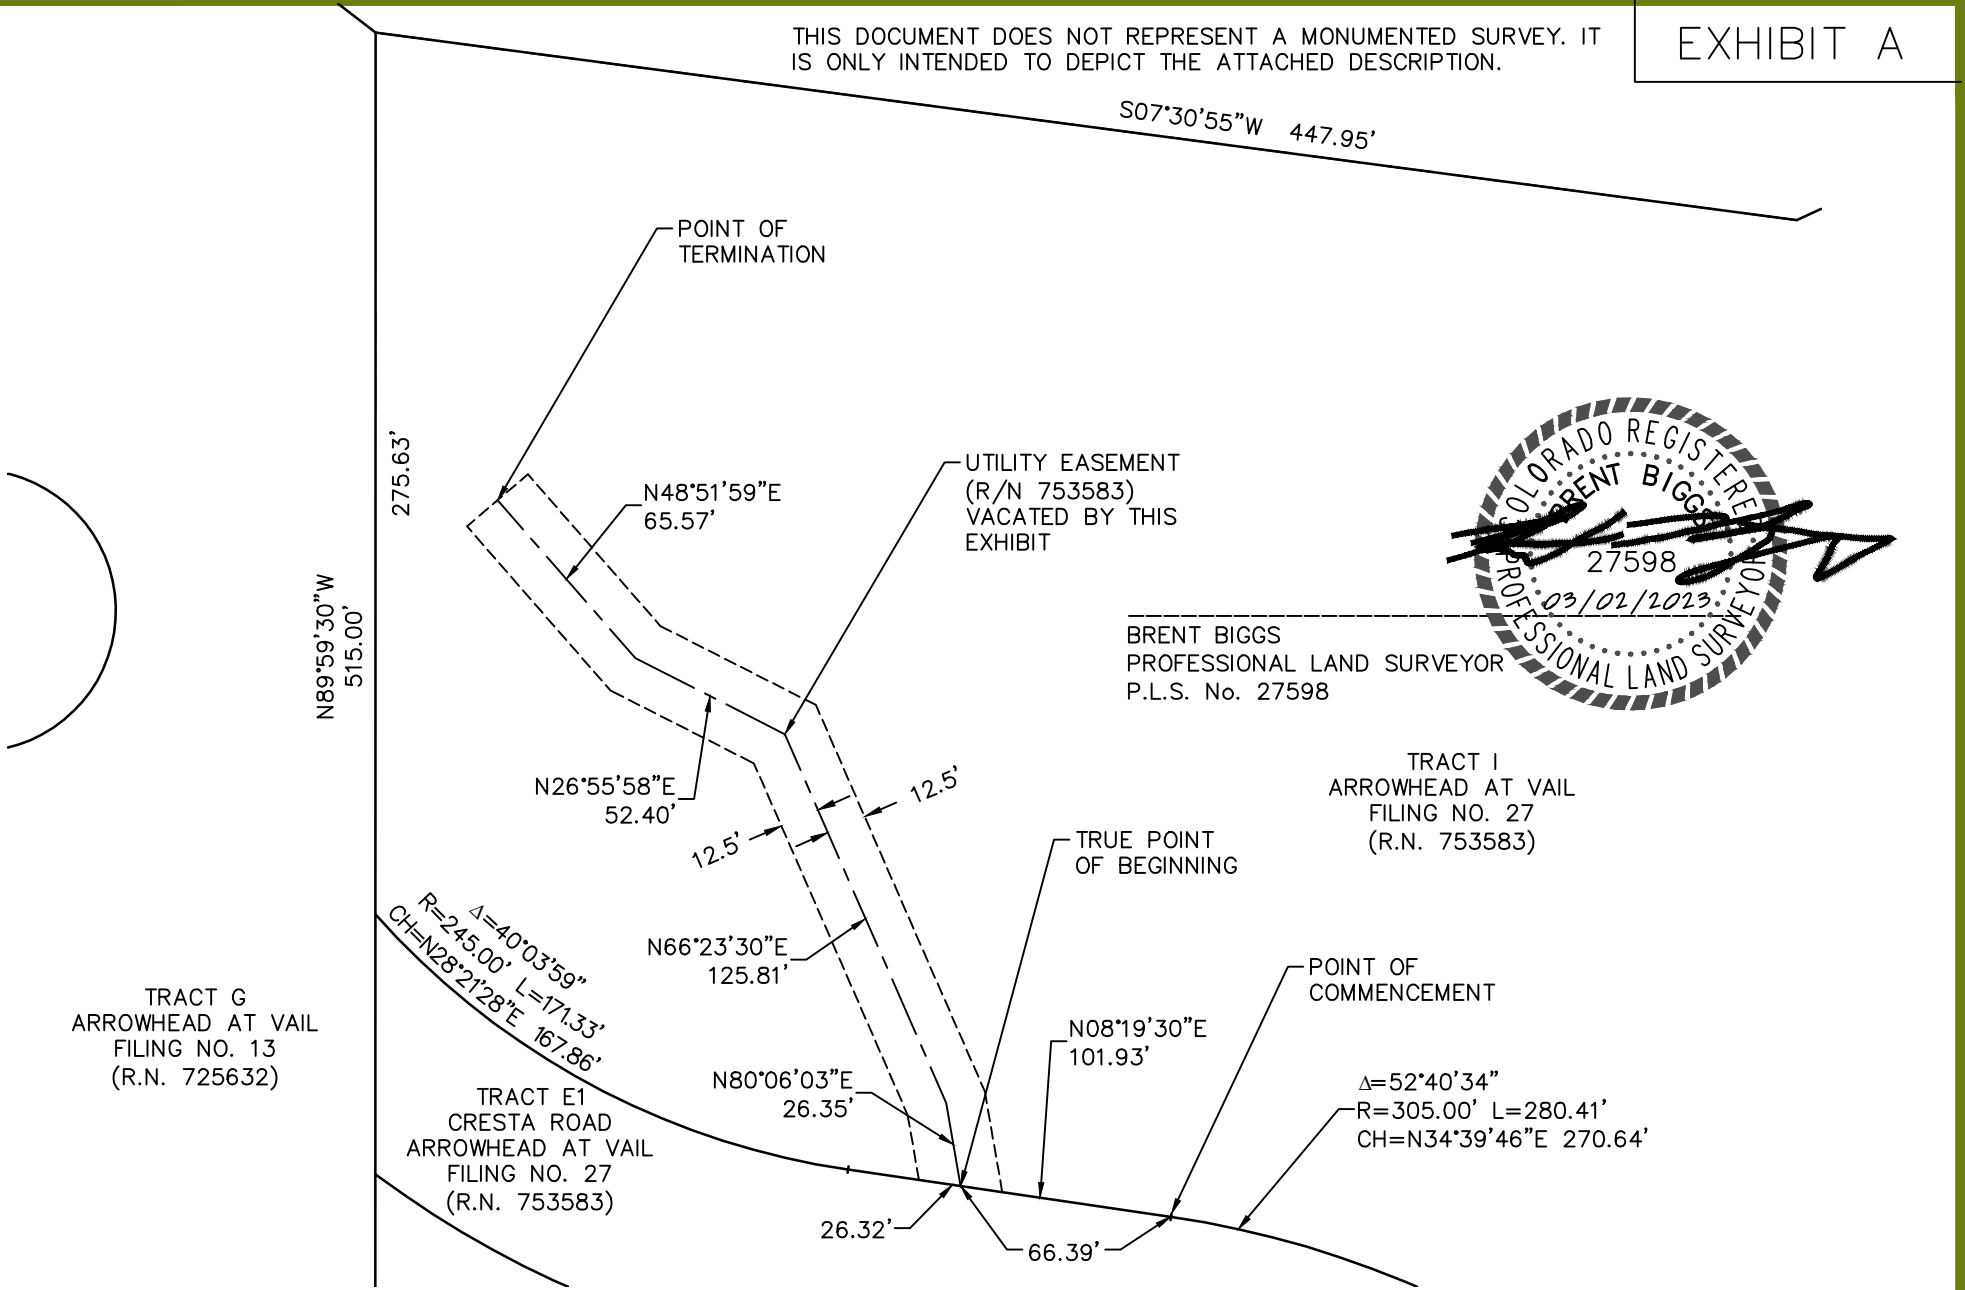 EXHIBIT A
THIS DOCUMENT DOES NOT REPRESENT A MONUMENTED SURVEY. IT
IS ONLY INTENDED TO DEPICT THE ATTACHED DESCRIPTION.
S07°30'55"W 447.95'
POINT OF
TERMINATION
275.63'
N89°59'30"W
515.00'
N48°51'59"E
65.57'
UTILITY EASEMENT
(R/N 753583)
VACATED BY THIS
EXHIBIT
COLORADO REGISTERED
BRENT BIGGS
27598
03/02/2023
PROFESSIONAL LAND SURVEYOR
BRENT BIGGS
PROFESSIONAL LAND SURVEYOR
P.L.S. No. 27598
N26°55'58"E
52.40'
12.5'
12.5'
TRACT I
ARROWHEAD AT VAIL
FILING NO. 27
(R.N. 753583)
TRUE POINT
OF BEGINNING
Δ=40°03'59"
R=245.00' L=171.33'
CH=N28°21'28"E 167.86'
N66°23'30"E
125.81'
POINT OF
COMMENCEMENT
TRACT G
ARROWHEAD AT VAIL
FILING NO. 13
(R.N. 725632)
N08°19'30"E
101.93'
N80°06'03"E
26.35'
Δ=52°40'34"
R=305.00' L=280.41'
CH=N34°39'46"E 270.64'
TRACT E1
CRESTA ROAD
ARROWHEAD AT VAIL
FILING NO. 27
(R.N. 753583)
26.32'
66.39'